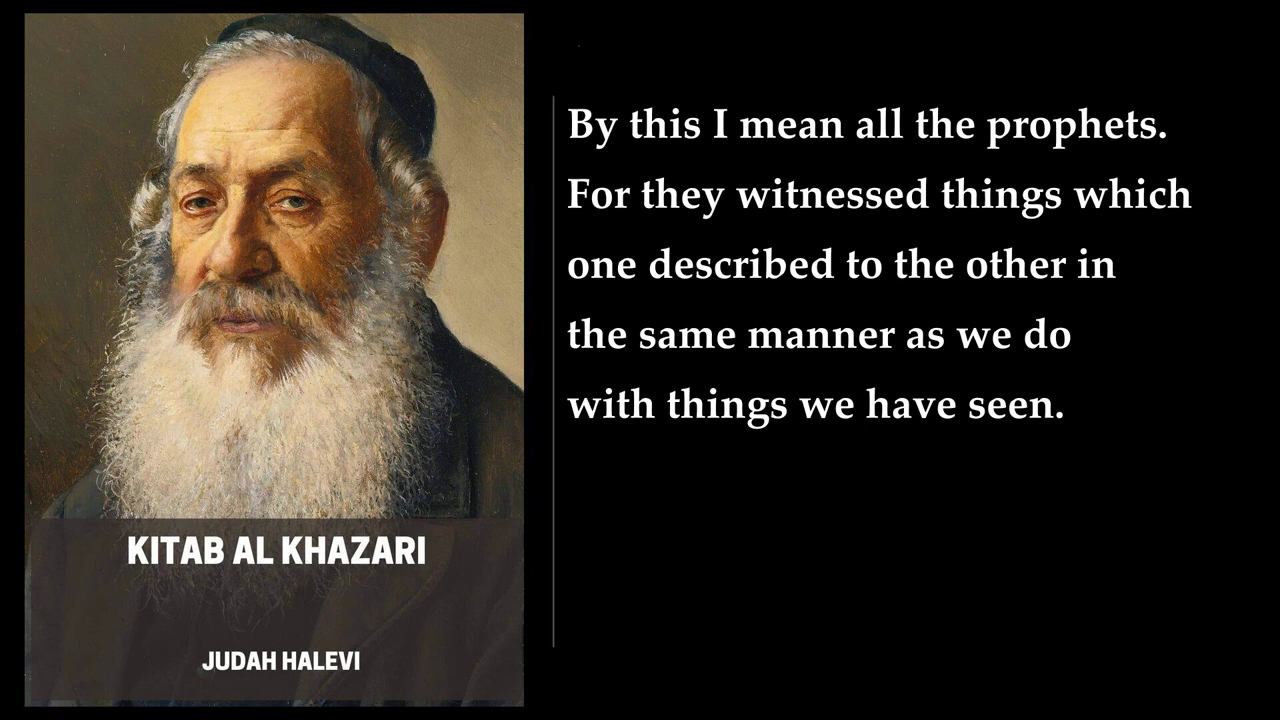 KITAB AL KHAZARI
JUDAH HALEVI
By this I mean all the prophets.
For they witnessed things which
one described to the other in
the same manner as we do
with things we have seen.